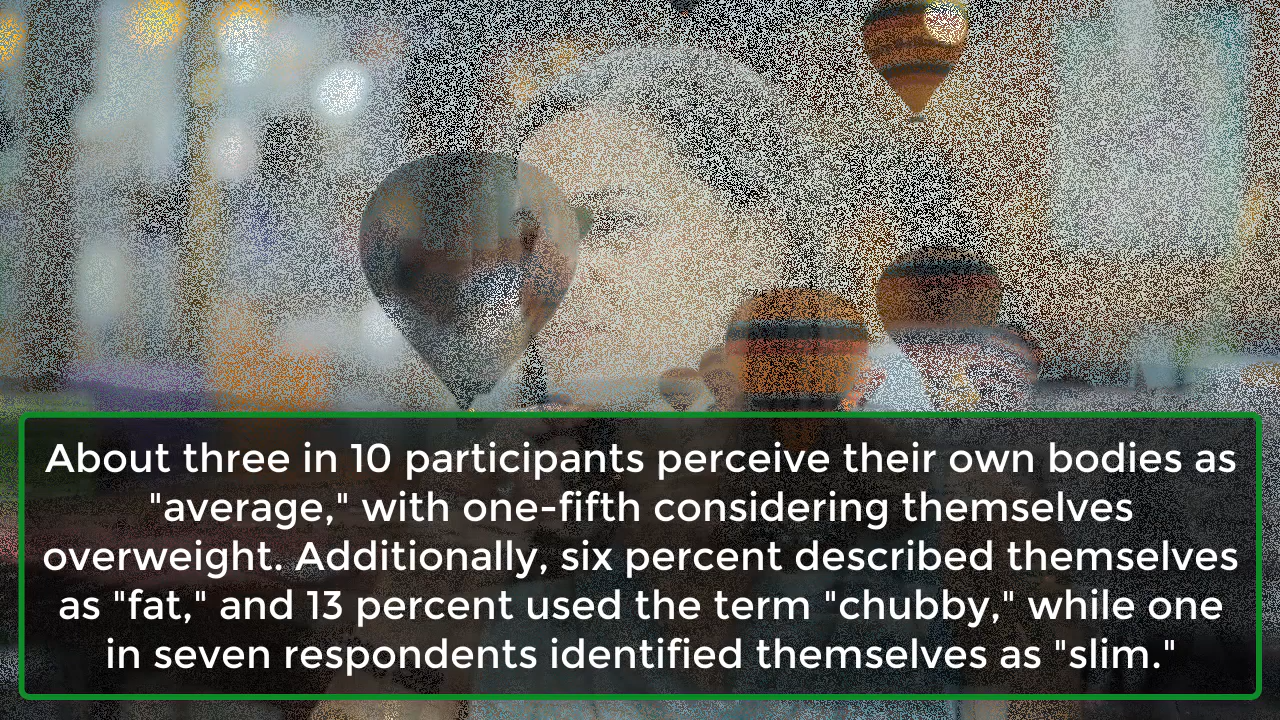 About three in 10 participants perceive their own bodies as
"average," with one-fifth considering themselves
overweight. Additionally, six percent described themselves
as "fat," and 13 percent used the term "chubby," while one
in seven respondents identified themselves as "slim."